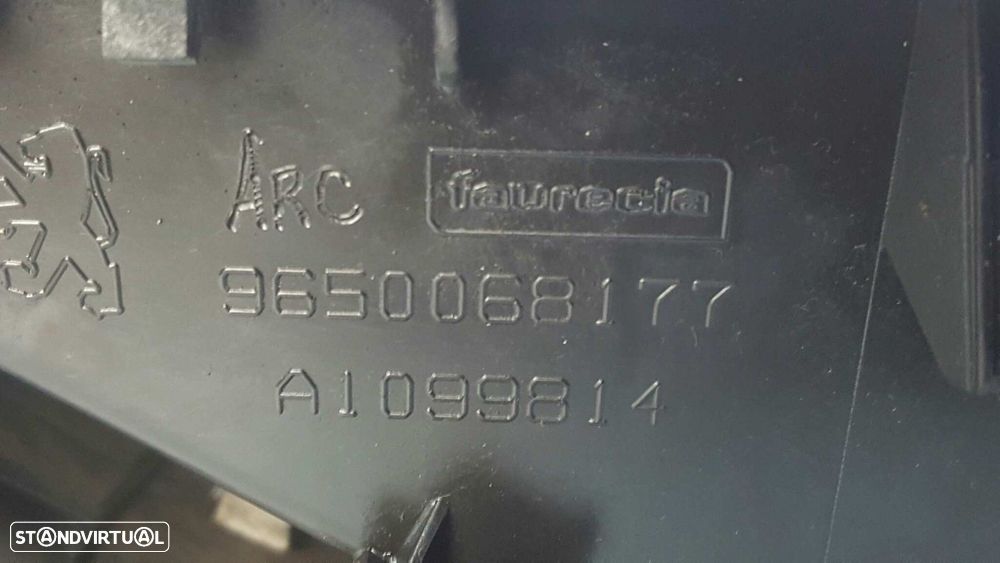 ARC faurecia
9650068177
A1099814
STANDVIRTUAL